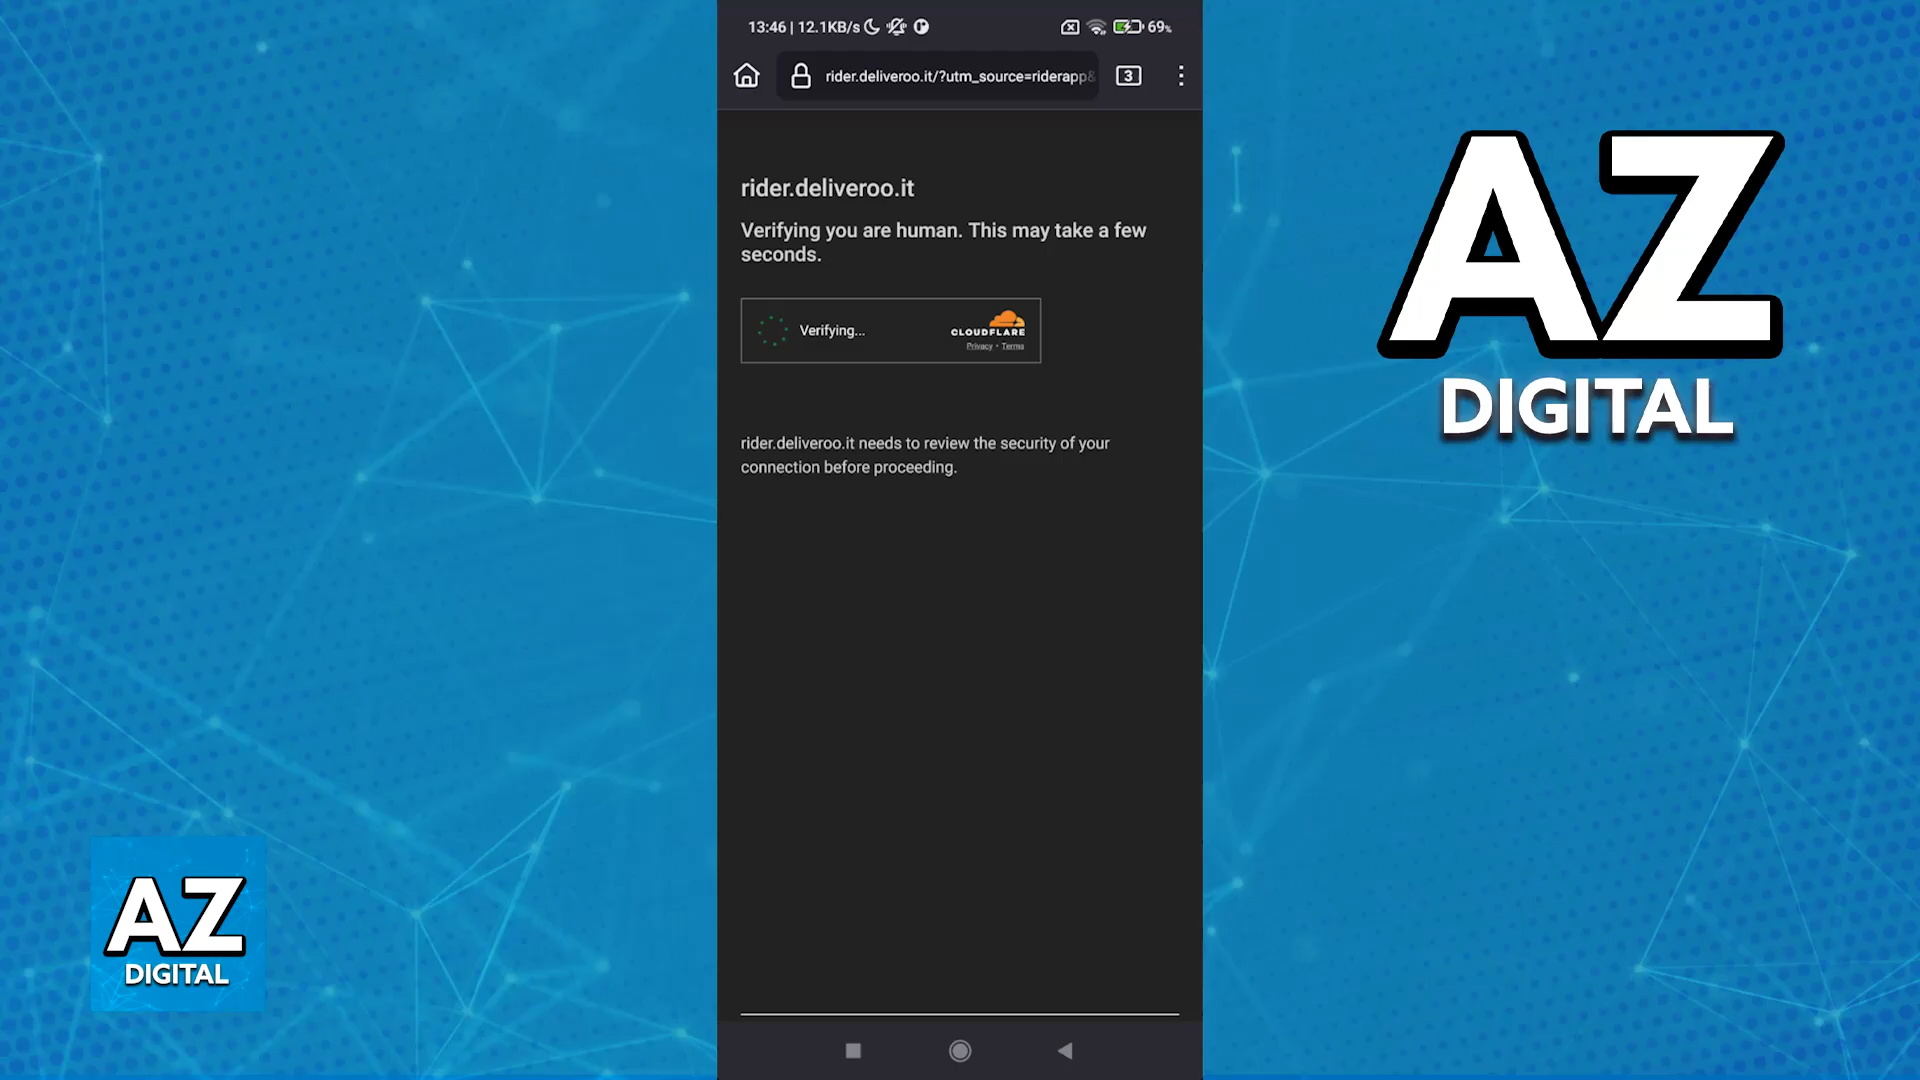 13:46 | 12.1KB/s
69%
rider.deliveroo.it/?utm_source=riderapp&
3
rider.deliveroo.it
Verifying you are human. This may take a few
seconds.
Verifying...
CLOUDFLARE
Privacy • Terms
rider.deliveroo.it needs to review the security of your
connection before proceeding.
AZ
DIGITAL
AZ
DIGITAL